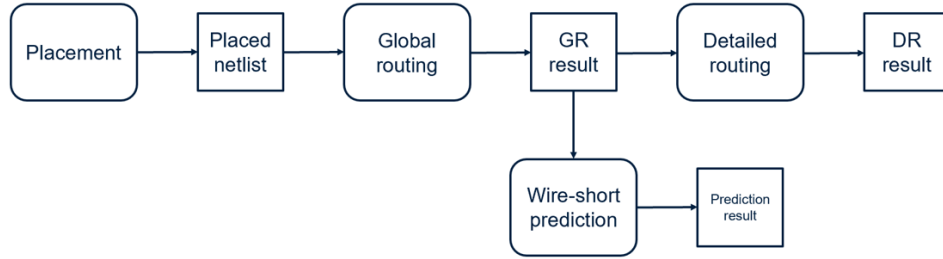 Placement
Placed
netlist
Global
routing
GR
result
Detailed
routing
DR
result
Wire-short
prediction
Prediction
result